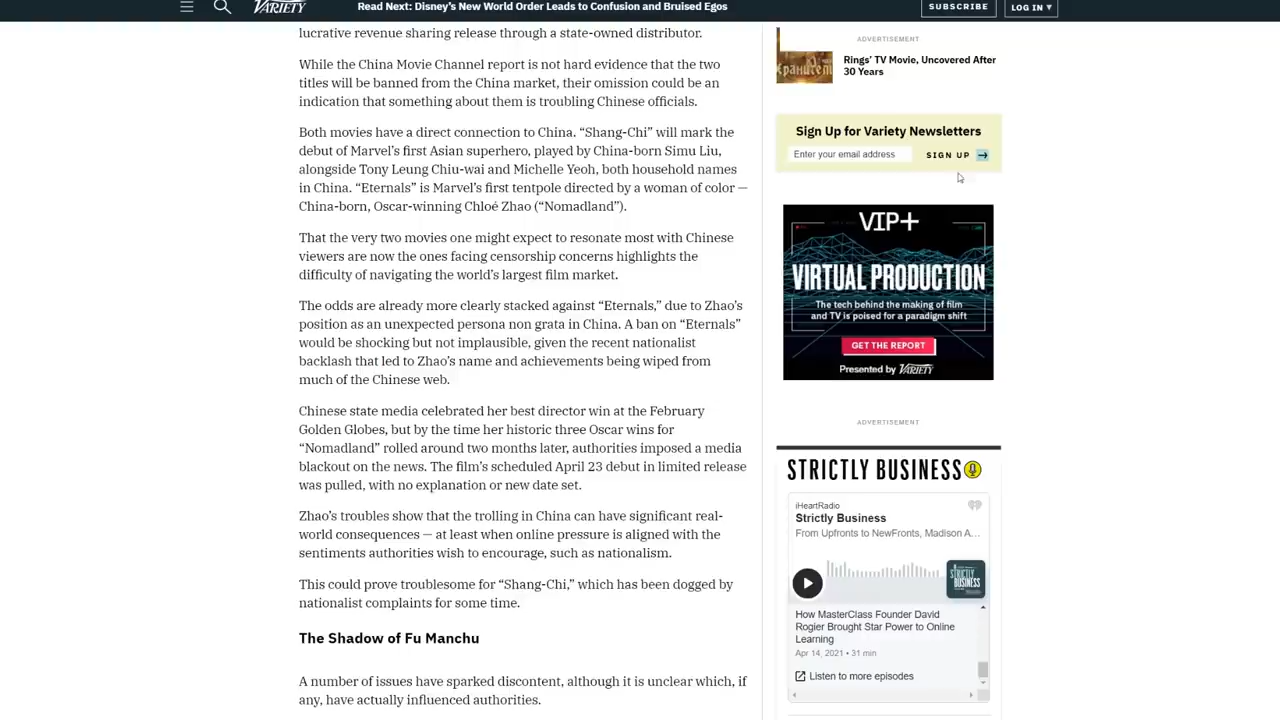 VARIETY
Read Next: Disney's New World Order Leads to Confusion and Bruised Egos
SUBSCRIBE
LOG IN ▾
lucrative revenue sharing release through a state-owned distributor.
While the China Movie Channel report is not hard evidence that the two
titles will be banned from the China market, their omission could be an
indication that something about them is troubling Chinese officials.
Both movies have a direct connection to China. “Shang-Chi” will mark the
debut of Marvel’s first Asian superhero, played by China-born Simu Liu,
alongside Tony Leung Chiu-wai and Michelle Yeoh, both household names
in China. “Eternals” is Marvel’s first tentpole directed by a woman of color —
China-born, Oscar-winning Chloé Zhao (“Nomadland”).
That the very two movies one might expect to resonate most with Chinese
viewers are now the ones facing censorship concerns highlights the
difficulty of navigating the world’s largest film market.
The odds are already more clearly stacked against “Eternals,” due to Zhao’s
position as an unexpected persona non grata in China. A ban on “Eternals”
would be shocking but not implausible, given the recent nationalist
backlash that led to Zhao’s name and achievements being wiped from
much of the Chinese web.
Chinese state media celebrated her best director win at the February
Golden Globes, but by the time her historic three Oscar wins for
“Nomadland” rolled around two months later, authorities imposed a media
blackout on the news. The film’s scheduled April 23 debut in limited release
was pulled, with no explanation or new date set.
Zhao’s troubles show that the trolling in China can have significant real-
world consequences — at least when online pressure is aligned with the
sentiments authorities wish to encourage, such as nationalism.
This could prove troublesome for “Shang-Chi,” which has been dogged by
nationalist complaints for some time.
The Shadow of Fu Manchu
A number of issues have sparked discontent, although it is unclear which, if
any, have actually influenced authorities.
ADVERTISEMENT
Rings’ TV Movie, Uncovered After
30 Years
Sign Up for Variety Newsletters
Enter your email address
SIGN UP
VIP+
VIRTUAL PRODUCTION
The tech behind the making of film
and TV is poised for a paradigm shift
GET THE REPORT
Presented by VARIETY
ADVERTISEMENT
STRICTLY BUSINESS
iHeartRadio
Strictly Business
From Upfronts to NewFronts, Madison A...
STRICTLY
BUSINESS
How MasterClass Founder David
Rogier Brought Star Power to Online
Learning
Apr 14, 2021 • 31 min
Listen to more episodes